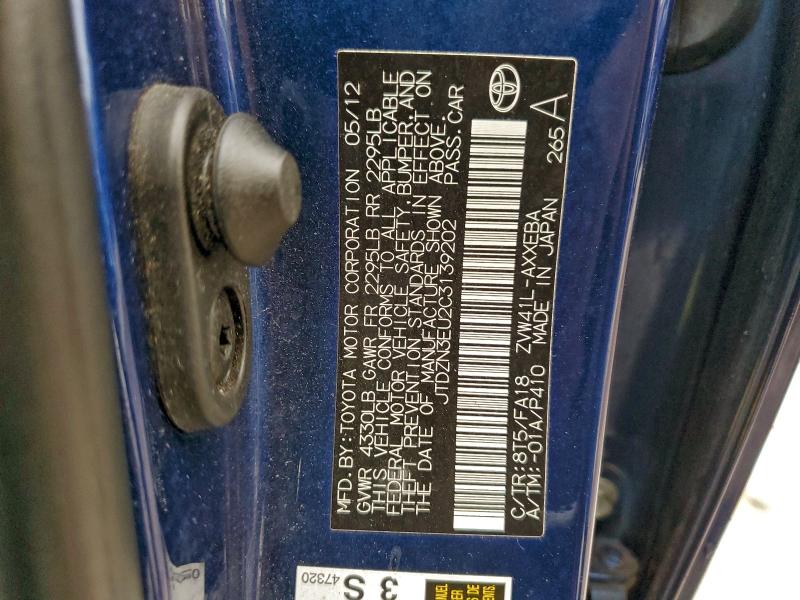 MFD. BY: TOYOTA MOTOR CORPORATION 05/12
GVWR 4330LB GAWR FR 2295LB RR 2295LB
THIS VEHICLE CONFORMS TO ALL APPLICABLE
FEDERAL MOTOR VEHICLE SAFETY, BUMPER, AND
THEFT PREVENTION STANDARDS IN EFFECT ON
THE DATE OF MANUFACTURE SHOWN ABOVE.
JTDZN3EU2C3139202 PASS. CAR
C/TR: 8T5/FA18 ZVW41L-AXXEBA
A/TM: -01A/P410 MADE IN JAPAN 265 A
47320
3 S